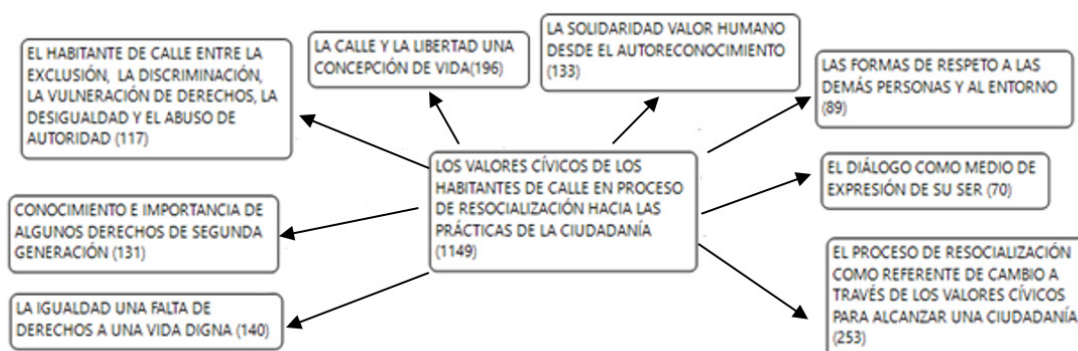 EL HABITANTE DE CALLE ENTRE LA
EXCLUSIÓN, LA DISCRIMINACIÓN,
LA VULNERACIÓN DE DERECHOS, LA
DESIGUALDAD Y EL ABUSO DE
AUTORIDAD (117)
LA CALLE Y LA LIBERTAD UNA
CONCEPCIÓN DE VIDA(196)
LA SOLIDARIDAD VALOR HUMANO
DESDE EL AUTORECONOCIMIENTO
(133)
LAS FORMAS DE RESPETO A LAS
DEMÁS PERSONAS Y AL ENTORNO
(89)
LOS VALORES CÍVICOS DE LOS
HABITANTES DE CALLE EN PROCESO
DE RESOCIALIZACIÓN HACIA LAS
PRÁCTICAS DE LA CIUDADANÍA
(1149)
EL DIÁLOGO COMO MEDIO DE
EXPRESIÓN DE SU SER (70)
CONOCIMIENTO E IMPORTANCIA DE
ALGUNOS DERECHOS DE SEGUNDA
GENERACIÓN (131)
EL PROCESO DE RESOCIALIZACIÓN
COMO REFERENTE DE CAMBIO A
TRAVÉS DE LOS VALORES CÍVICOS
PARA ALCANZAR UNA CIUDADANÍA
(253)
LA IGUALDAD UNA FALTA DE
DERECHOS A UNA VIDA DIGNA (140)